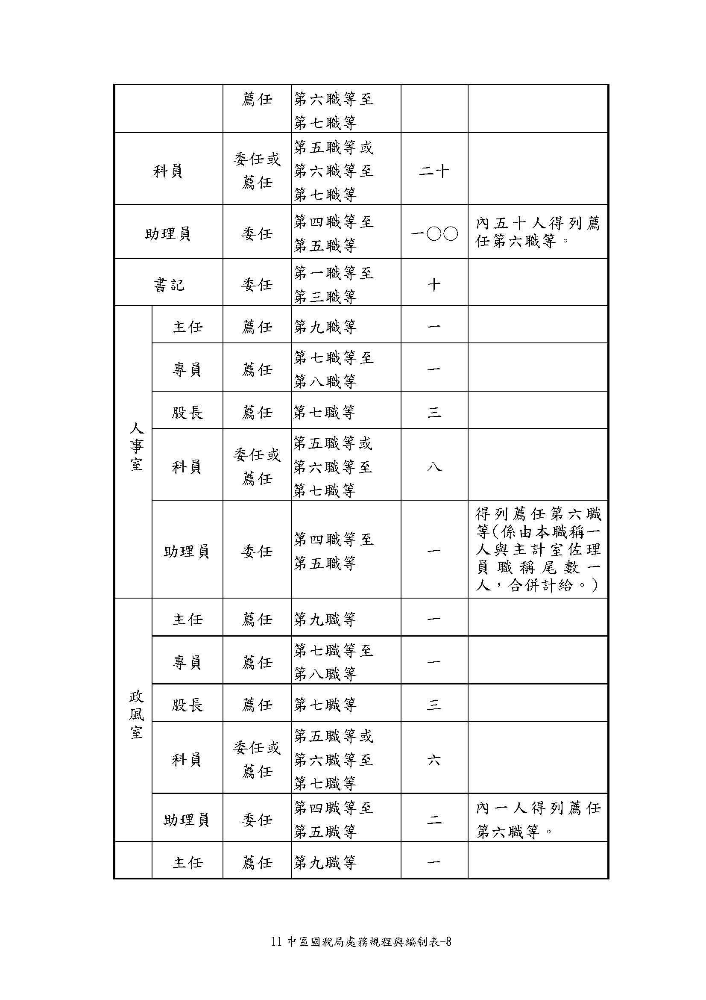 薦任 第六職等至
第七職等
科員 委任或
薦任 第五職等或
第六職等至
第七職等 二十
助理員 委任 第四職等至
第五職等 一○○ 內五十人得列薦
任第六職等。
書記 委任 第一職等至
第三職等 十
人事室
主任 薦任 第九職等 一
專員 薦任 第七職等至
第八職等 一
股長 薦任 第七職等 三
科員 委任或
薦任 第五職等或
第六職等至
第七職等 八
助理員 委任 第四職等至
第五職等 一 得列薦任第六職
等(係由本職稱一
人與主計室佐理
員職稱尾數一
人,合併計給。)
政風室
主任 薦任 第九職等 一
專員 薦任 第七職等至
第八職等 一
股長 薦任 第七職等 三
科員 委任或
薦任 第五職等或
第六職等至
第七職等 六
助理員 委任 第四職等至
第五職等 二 內一人得列薦任
第六職等。
主任 薦任 第九職等 一
11 中區國稅局處務規程與編制表-8